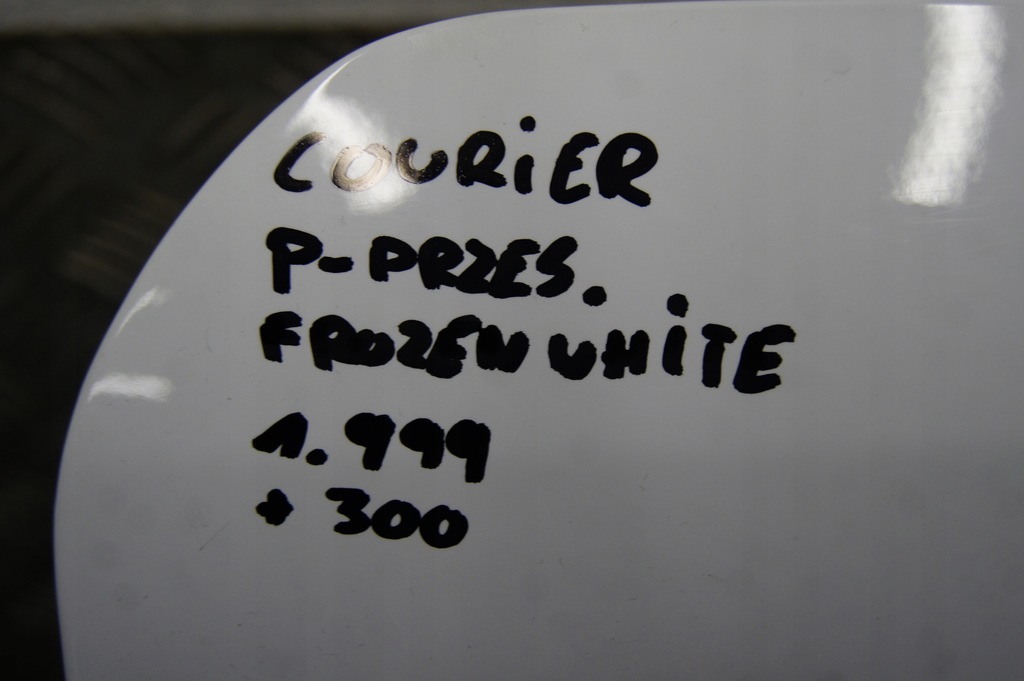 COURiER
P-PRZES.
FROZEN WHiTE
1.999
+ 300